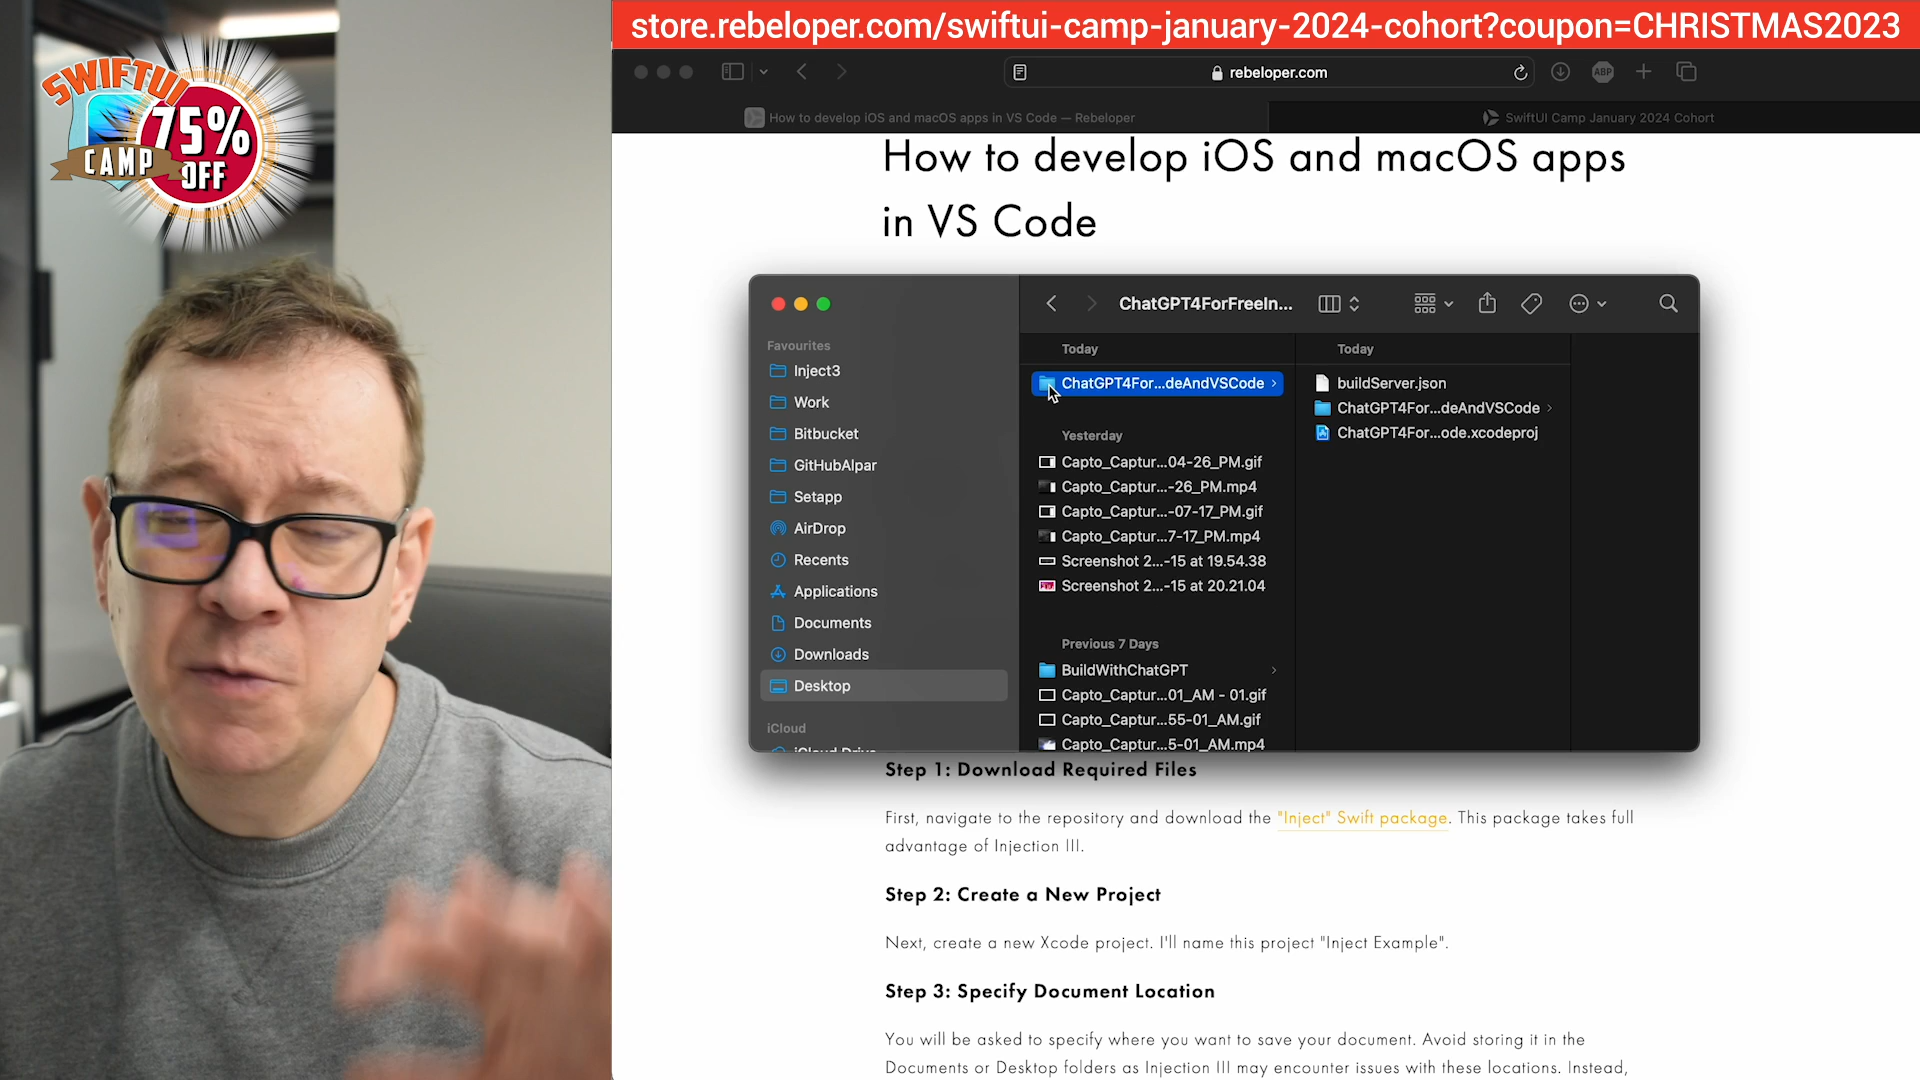 store.rebeloper.com/swiftui-camp-january-2024-cohort?coupon=CHRISTMAS2023
SWIFTUI
CAMP
75%
OFF
rebeloper.com
ABP
How to develop iOS and macOS apps in VS Code — Rebeloper
SwiftUI Camp January 2024 Cohort
How to develop iOS and macOS apps
in VS Code
ChatGPT4ForFreeIn...
Favourites
Inject3
Work
Bitbucket
GitHubAlpar
Setapp
AirDrop
Recents
Applications
Documents
Downloads
Desktop
iCloud
iCloud Drive
Today
ChatGPT4For...deAndVSCode
Yesterday
Capto_Captur...04-26_PM.gif
Capto_Captur...-26_PM.mp4
Capto_Captur...-07-17_PM.gif
Capto_Captur...7-17_PM.mp4
Screenshot 2...-15 at 19.54.38
Screenshot 2...-15 at 20.21.04
Previous 7 Days
BuildWithChatGPT
Capto_Captur...01_AM - 01.gif
Capto_Captur...55-01_AM.gif
Capto_Captur...5-01_AM.mp4
Today
buildServer.json
ChatGPT4For...deAndVSCode
ChatGPT4For...ode.xcodeproj
Step 1: Download Required Files
First, navigate to the repository and download the "Inject" Swift package. This package takes full
advantage of Injection III.
Step 2: Create a New Project
Next, create a new Xcode project. I'll name this project "Inject Example".
Step 3: Specify Document Location
You will be asked to specify where you want to save your document. Avoid storing it in the
Documents or Desktop folders as Injection III may encounter issues with these locations. Instead,